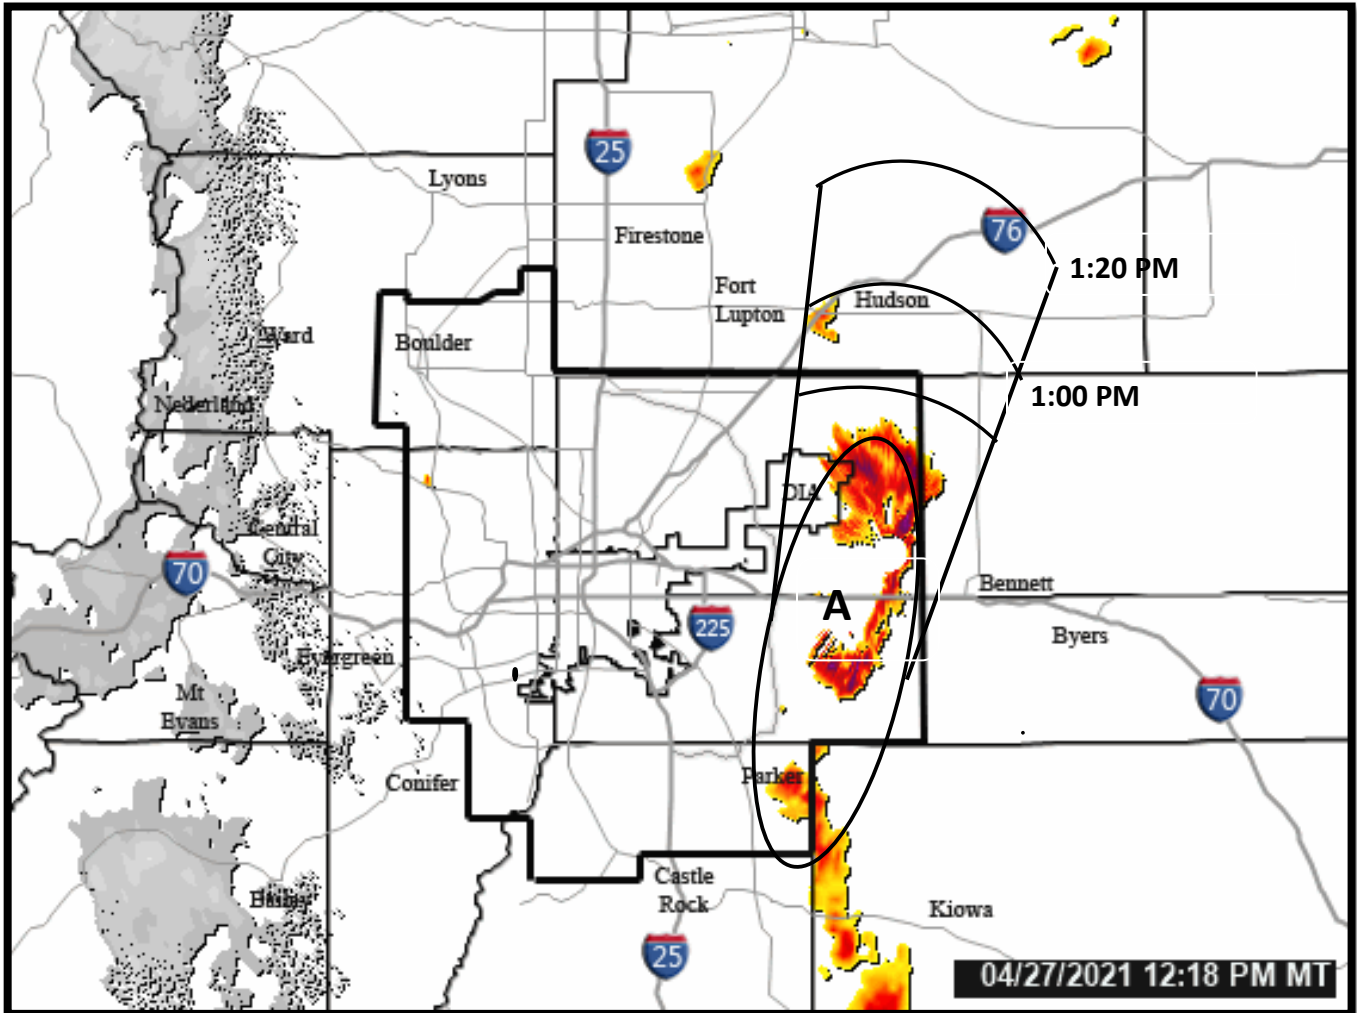 25
Lyons
Firestone
76
1:20 PM
Fort
Lupton
Hudson
Ward
Boulder
1:00 PM
Nederland
DIA
Central
City
70
Bennett
A
225
Byers
Evergreen
Mt
Evans
70
Parker
Conifer
Castle
Rock
Kiowa
Bailey
25
04/27/2021 12:18 PM MT